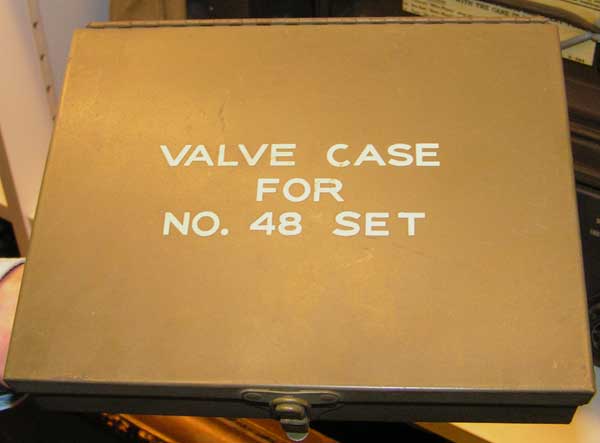 VALVE CASE
FOR
NO. 48 SET